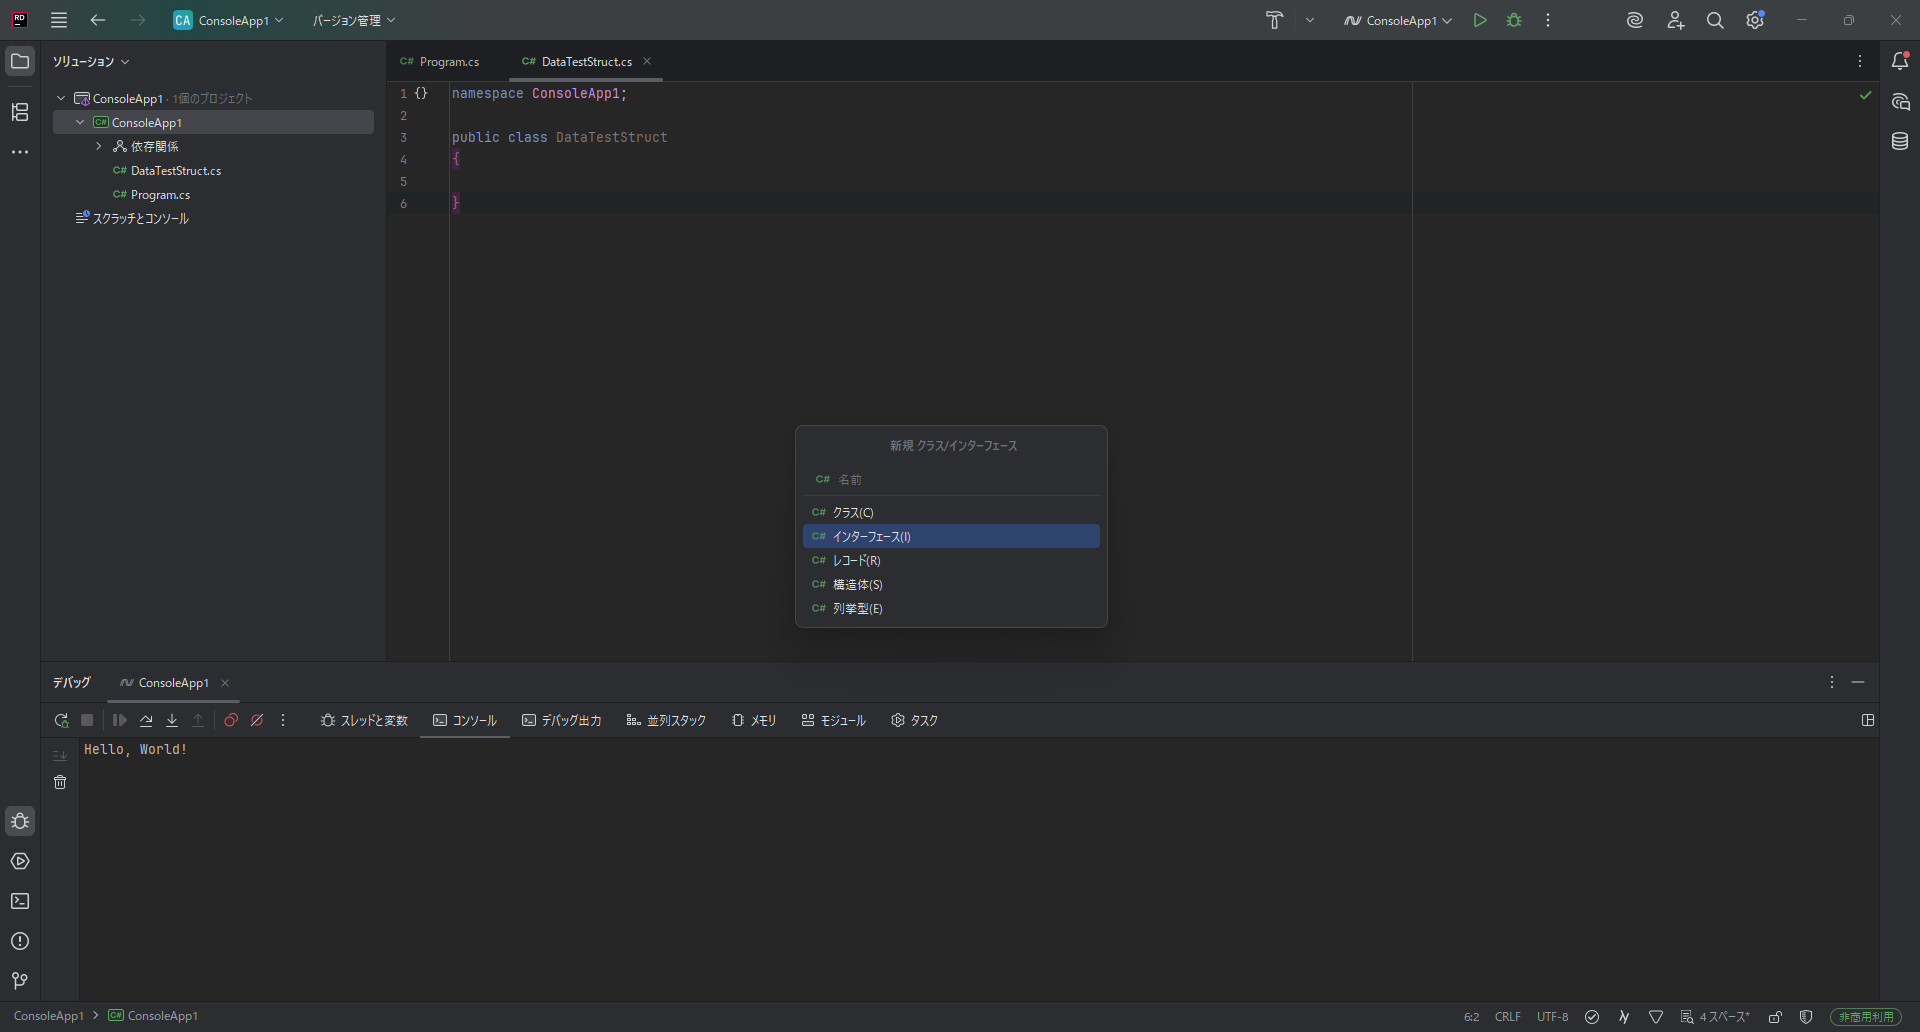 RD
CA ConsoleApp1
バージョン管理
ConsoleApp1
ソリューション
ConsoleApp1 · 1個のプロジェクト
C# ConsoleApp1
依存関係
C# DataTestStruct.cs
C# Program.cs
スクラッチとコンソール
C# Program.cs
C# DataTestStruct.cs
1 {} namespace ConsoleApp1;
2
3 public class DataTestStruct
4 {
5
6 }
新規 クラス/インターフェース
C# 名前
C# クラス(C)
C# インターフェース(I)
C# レコード(R)
C# 構造体(S)
C# 列挙型(E)
デバッグ
ConsoleApp1
スレッドと変数
コンソール
デバッグ出力
並列スタック
メモリ
モジュール
タスク
Hello, World!
ConsoleApp1 > C# ConsoleApp1
6:2
CRLF
UTF-8
4 スペース*
非商用利用